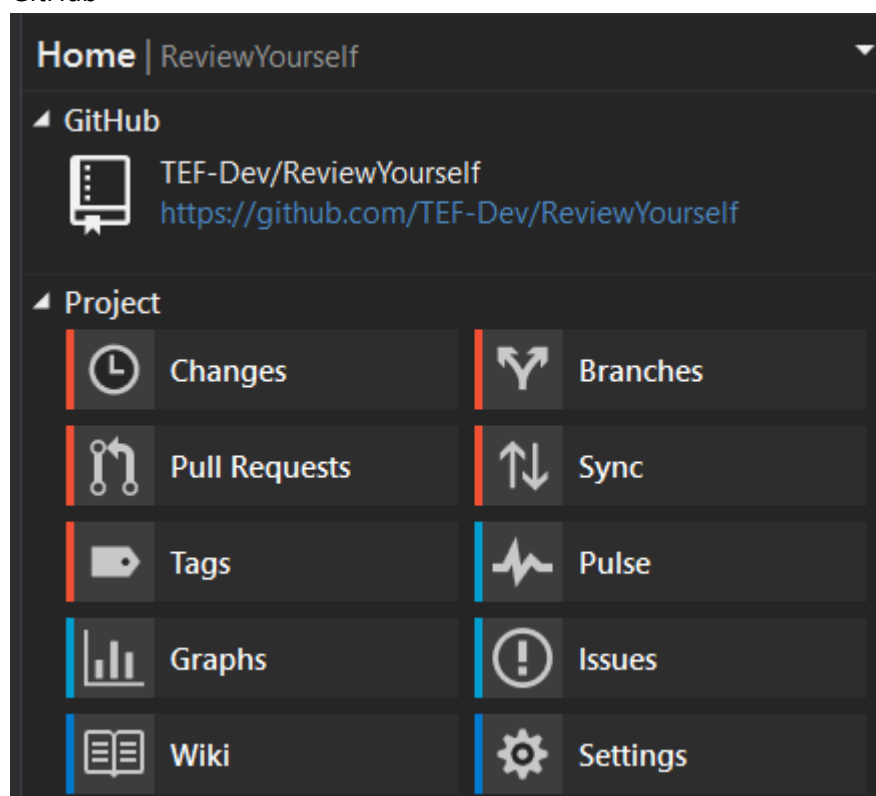 Home | ReviewYourself
GitHub
TEF-Dev/ReviewYourself
https://github.com/TEF-Dev/ReviewYourself
Project
Changes
Branches
Pull Requests
Sync
Tags
Pulse
Graphs
Issues
Wiki
Settings